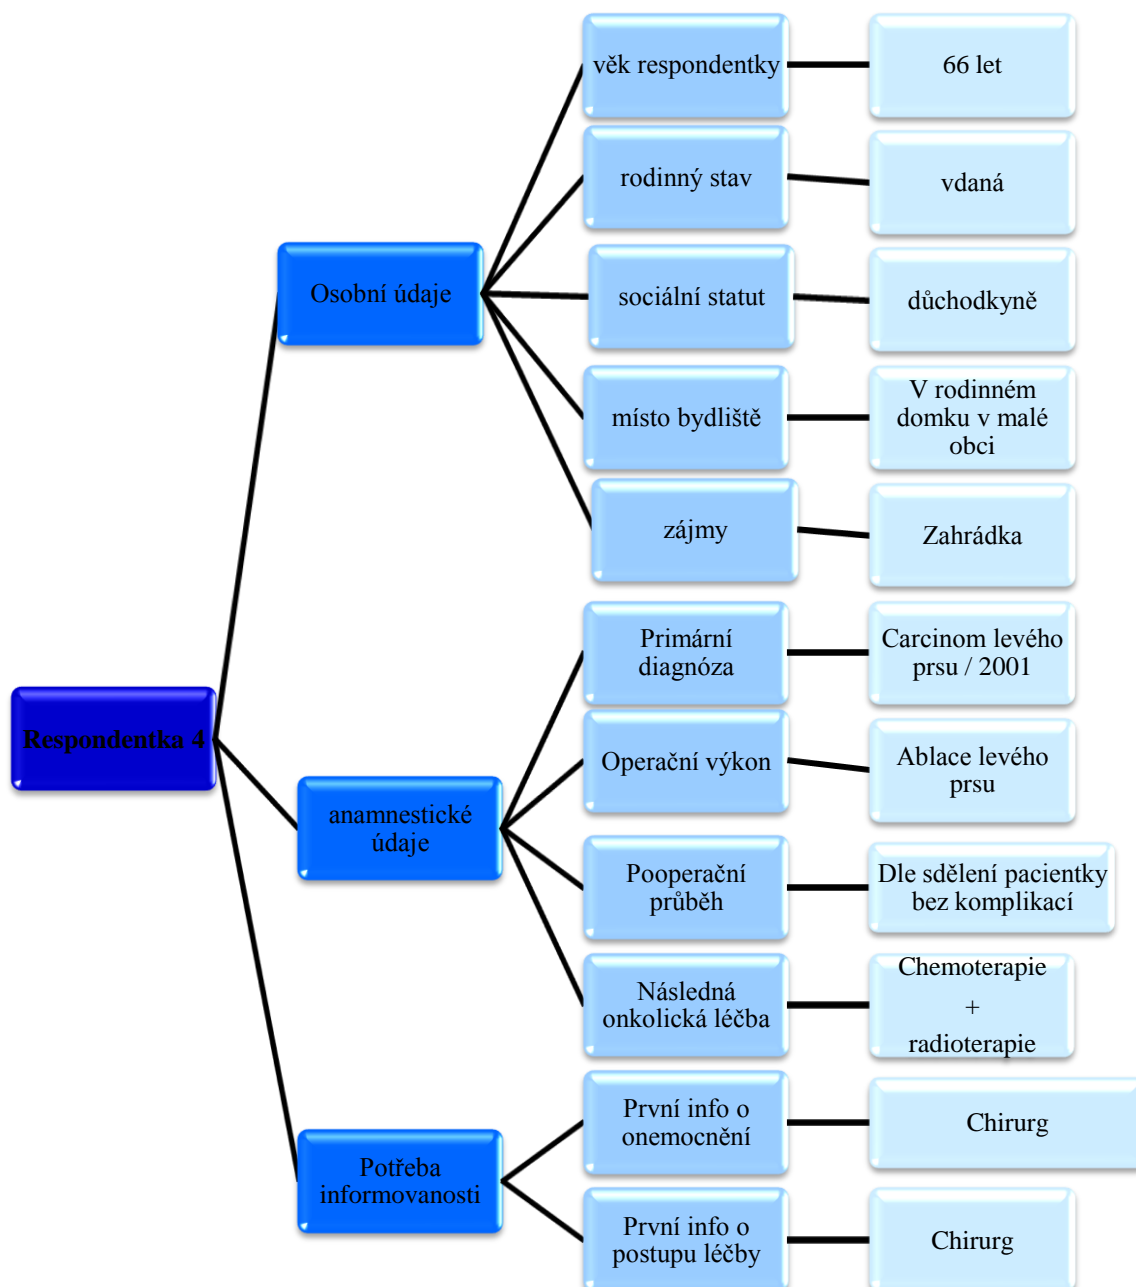 Respondentka 4
Osobní údaje
věk respondentky
66 let
rodinný stav
vdaná
sociální statut
důchodkyně
místo bydliště
V rodinném
domku v malé
obci
zájmy
Zahrádka
anamnestické
údaje
Primární
diagnóza
Carcinom levého
prsu / 2001
Operační výkon
Ablace levého
prsu
Pooperační
průběh
Dle sdělení pacientky
bez komplikací
Následná
onkolická léčba
Chemoterapie
+
radioterapie
Potřeba
informovanosti
První info o
onemocnění
Chirurg
První info o
postupu léčby
Chirurg